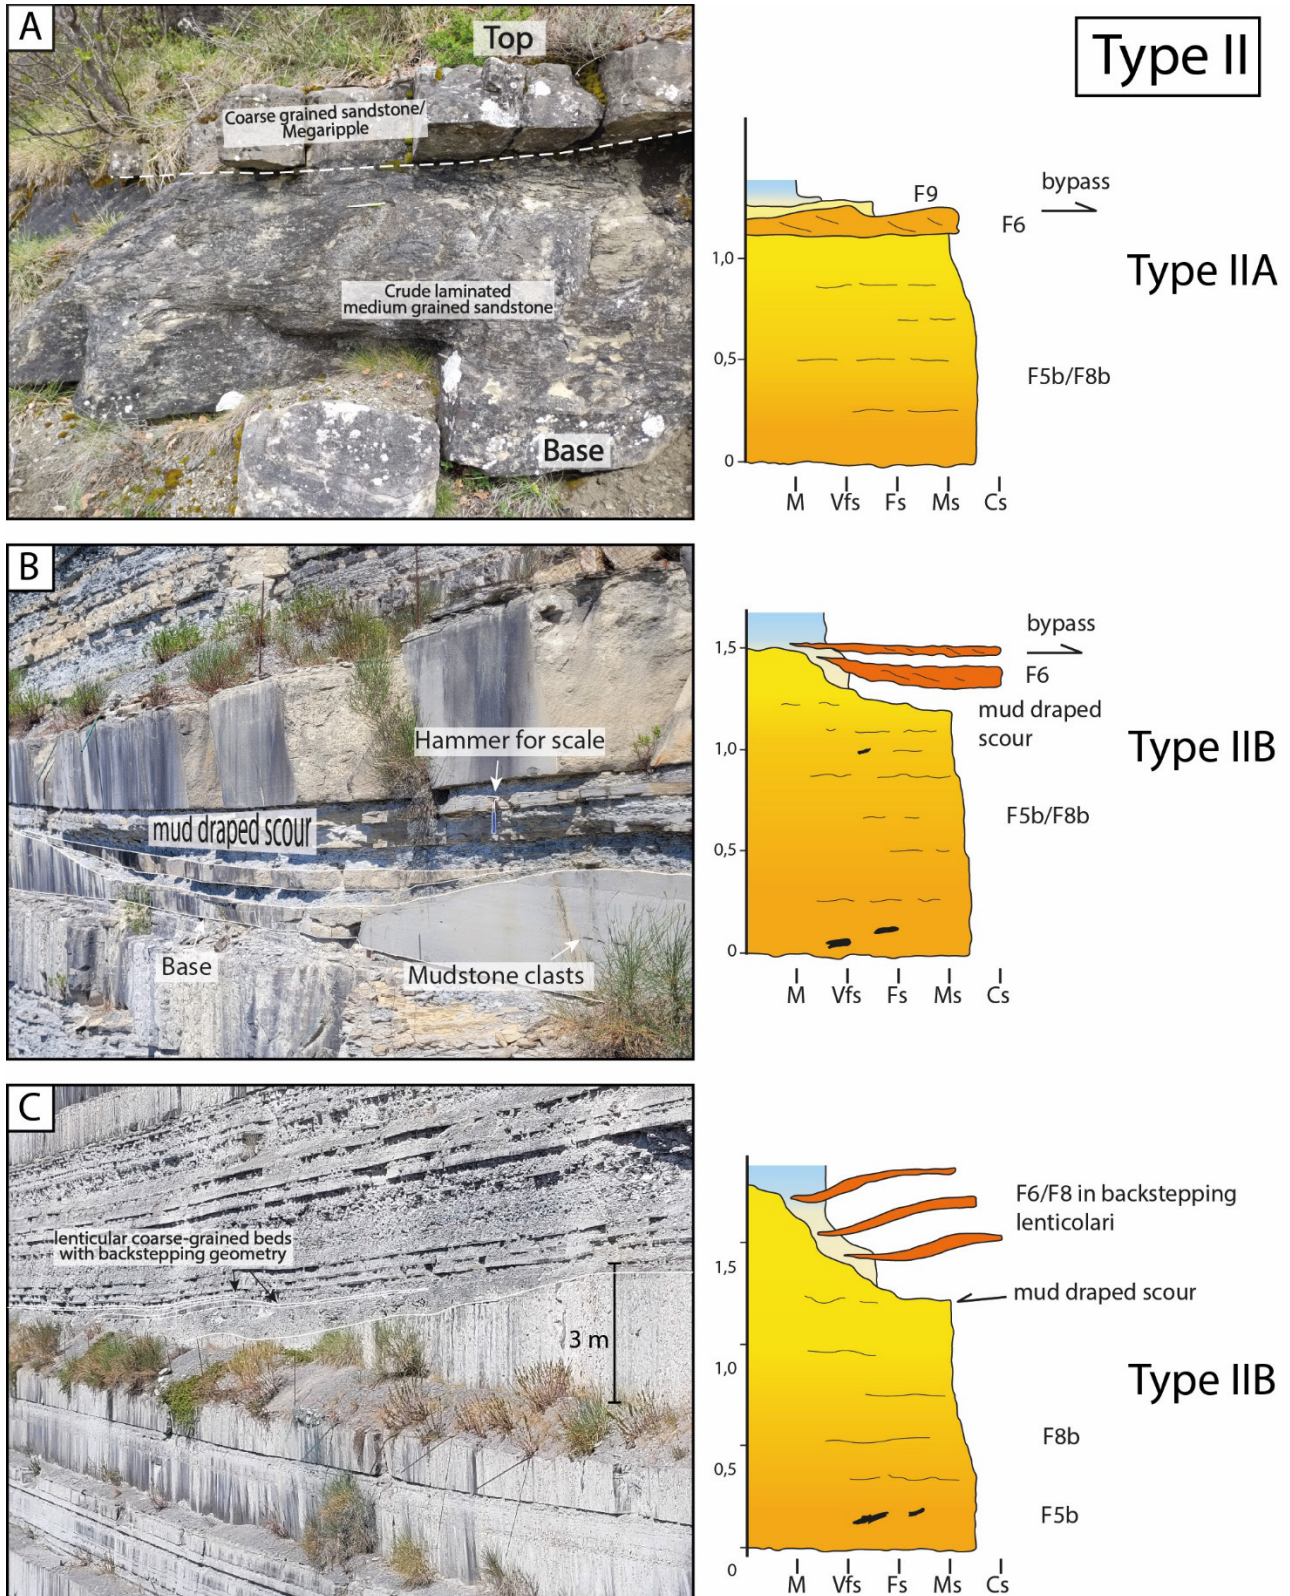 A
Top
Coarse grained sandstone/
Megaripple
Crude laminated
medium grained sandstone
Base
Type II
F9
bypass
F6
Type IIA
1,0
0,5
F5b/F8b
0
M Vfs Fs Ms Cs
B
Hammer for scale
mud draped scour
Base
Mudstone clasts
bypass
1,5
F6
mud draped
scour
Type IIB
1,0
F5b/F8b
0,5
0
M Vfs Fs Ms Cs
C
lenticular coarse-grained beds
with backstepping geometry
3 m
F6/F8 in backstepping
lenticolari
1,5
mud draped scour
1,0
Type IIB
F8b
0,5
F5b
0
M Vfs Fs Ms Cs